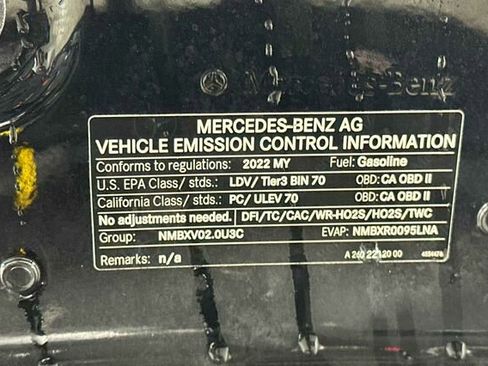 Mercedes-Benz
MERCEDES-BENZ AG
VEHICLE EMISSION CONTROL INFORMATION
Conforms to regulations: 2022 MY Fuel: Gasoline
U.S. EPA Class/ stds.: LDV/ Tier3 BIN 70 OBD: CA OBD II
California Class/ stds.: PC/ ULEV 70 OBD: CA OBD II
No adjustments needed. DFI/TC/CAC/WR-HO2S/HO2S/TWC
Group: NMBXV02.0U3C EVAP: NMBXR0095LNA
Remarks: n/a A 260 221 20 00